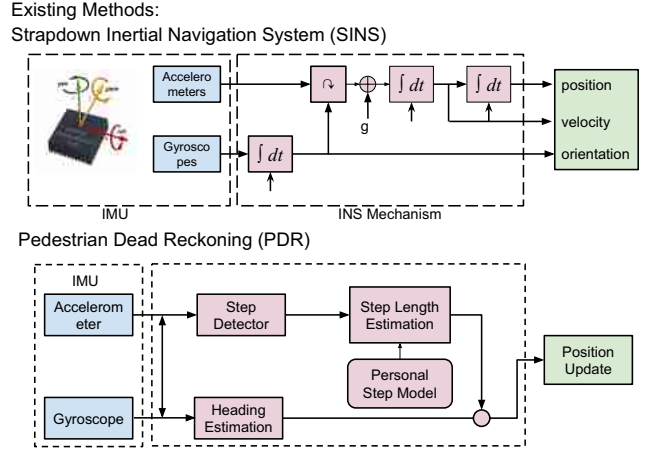 Existing Methods:
Strapdown Inertial Navigation System (SINS)
Accelero
meters
Gyrosco
pes
∫ dt
g
∫ dt
∫ dt
position
velocity
orientation
IMU
INS Mechanism
Pedestrian Dead Reckoning (PDR)
IMU
Accelerom
eter
Step
Detector
Step Length
Estimation
Personal
Step Model
Gyroscope
Heading
Estimation
Position
Update